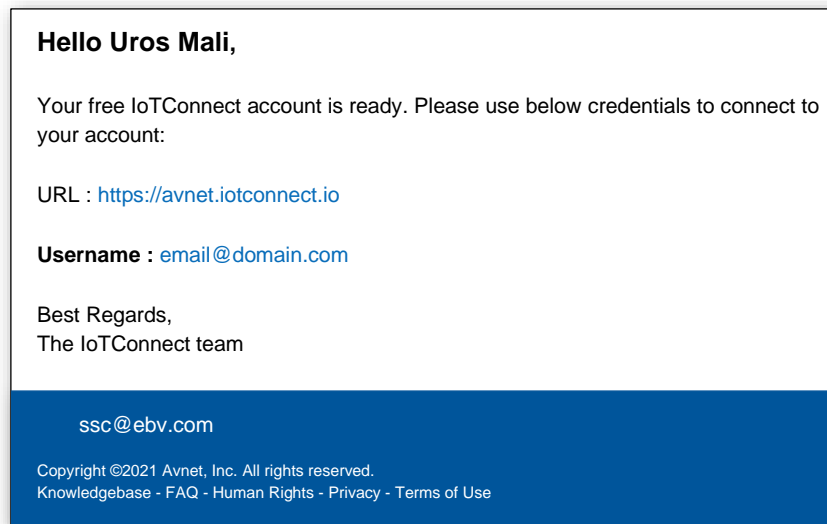 Hello Uros Mali,
Your free IoTConnect account is ready. Please use below credentials to connect to
your account:
URL : https://avnet.iotconnect.io
Username : email@domain.com
Best Regards,
The IoTConnect team
ssc@ebv.com
Copyright ©2021 Avnet, Inc. All rights reserved.
Knowledgebase - FAQ - Human Rights - Privacy - Terms of Use